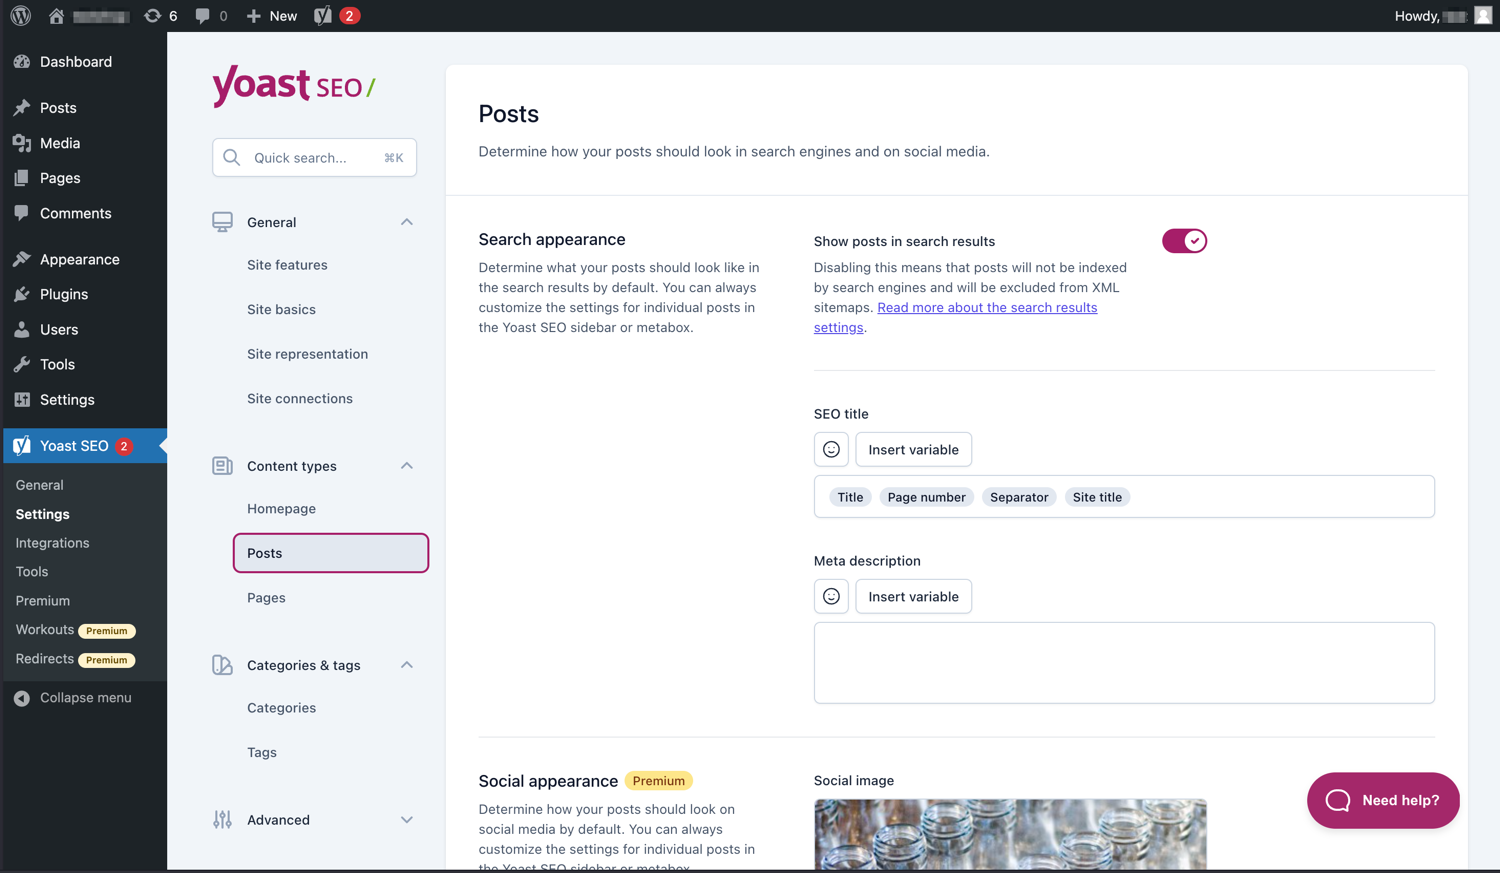 6
0
New
2
Howdy,
Dashboard
Posts
Media
Pages
Comments
Appearance
Plugins
Users
Tools
Settings
Yoast SEO 2
General
Settings
Integrations
Tools
Premium
Workouts Premium
Redirects Premium
Collapse menu
yoast SEO/
Quick search... ⌘K
General
Site features
Site basics
Site representation
Site connections
Content types
Homepage
Posts
Pages
Categories & tags
Categories
Tags
Advanced
Posts
Determine how your posts should look in search engines and on social media.
Search appearance
Determine what your posts should look like in
the search results by default. You can always
customize the settings for individual posts in
the Yoast SEO sidebar or metabox.
Show posts in search results
Disabling this means that posts will not be indexed
by search engines and will be excluded from XML
sitemaps. Read more about the search results
settings.
SEO title
Insert variable
Title Page number Separator Site title
Meta description
Insert variable
Social appearance Premium
Determine how your posts should look on
social media by default. You can always
customize the settings for individual posts in
the Yoast SEO sidebar or metabox.
Social image
Need help?